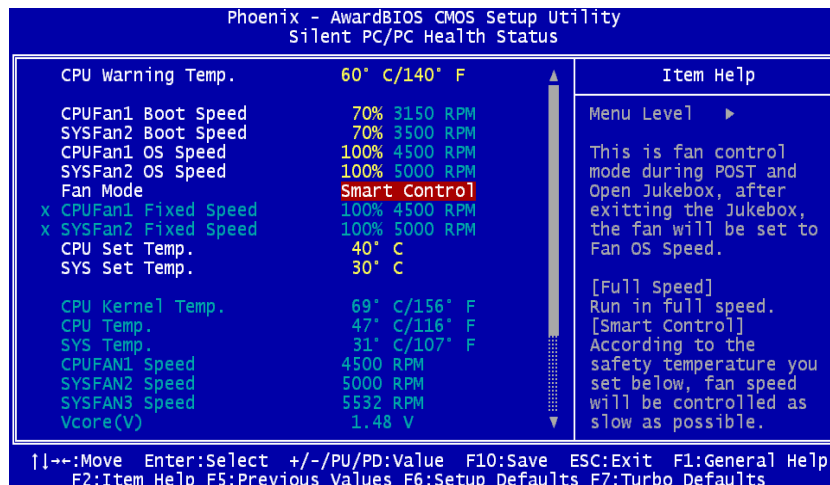 Phoenix - AwardBIOS CMOS Setup Utility
Silent PC/PC Health Status
CPU Warning Temp. 60° C/140° F
CPUFan1 Boot Speed 70% 3150 RPM
SYSFan2 Boot Speed 70% 3500 RPM
CPUFan1 OS Speed 100% 4500 RPM
SYSFan2 OS Speed 100% 5000 RPM
Fan Mode Smart Control
x CPUFan1 Fixed Speed 100% 4500 RPM
x SYSFan2 Fixed Speed 100% 5000 RPM
CPU Set Temp. 40° C
SYS Set Temp. 30° C
CPU Kernel Temp. 69° C/156° F
CPU Temp. 47° C/116° F
SYS Temp. 31° C/107° F
CPUFAN1 Speed 4500 RPM
SYSFAN2 Speed 5000 RPM
SYSFAN3 Speed 5532 RPM
Vcore(V) 1.48 V
Item Help
Menu Level ▶
This is fan control
mode during POST and
Open Jukebox, after
exitting the Jukebox,
the fan will be set to
Fan OS Speed.
[Full Speed]
Run in full speed.
[Smart Control]
According to the
safety temperature you
set below, fan speed
will be controlled as
slow as possible.
↑↓→←:Move Enter:Select +/-/PU/PD:Value F10:Save ESC:Exit F1:General Help
F2:Item Help F5:Previous Values F6:Setup Defaults F7:Turbo Defaults